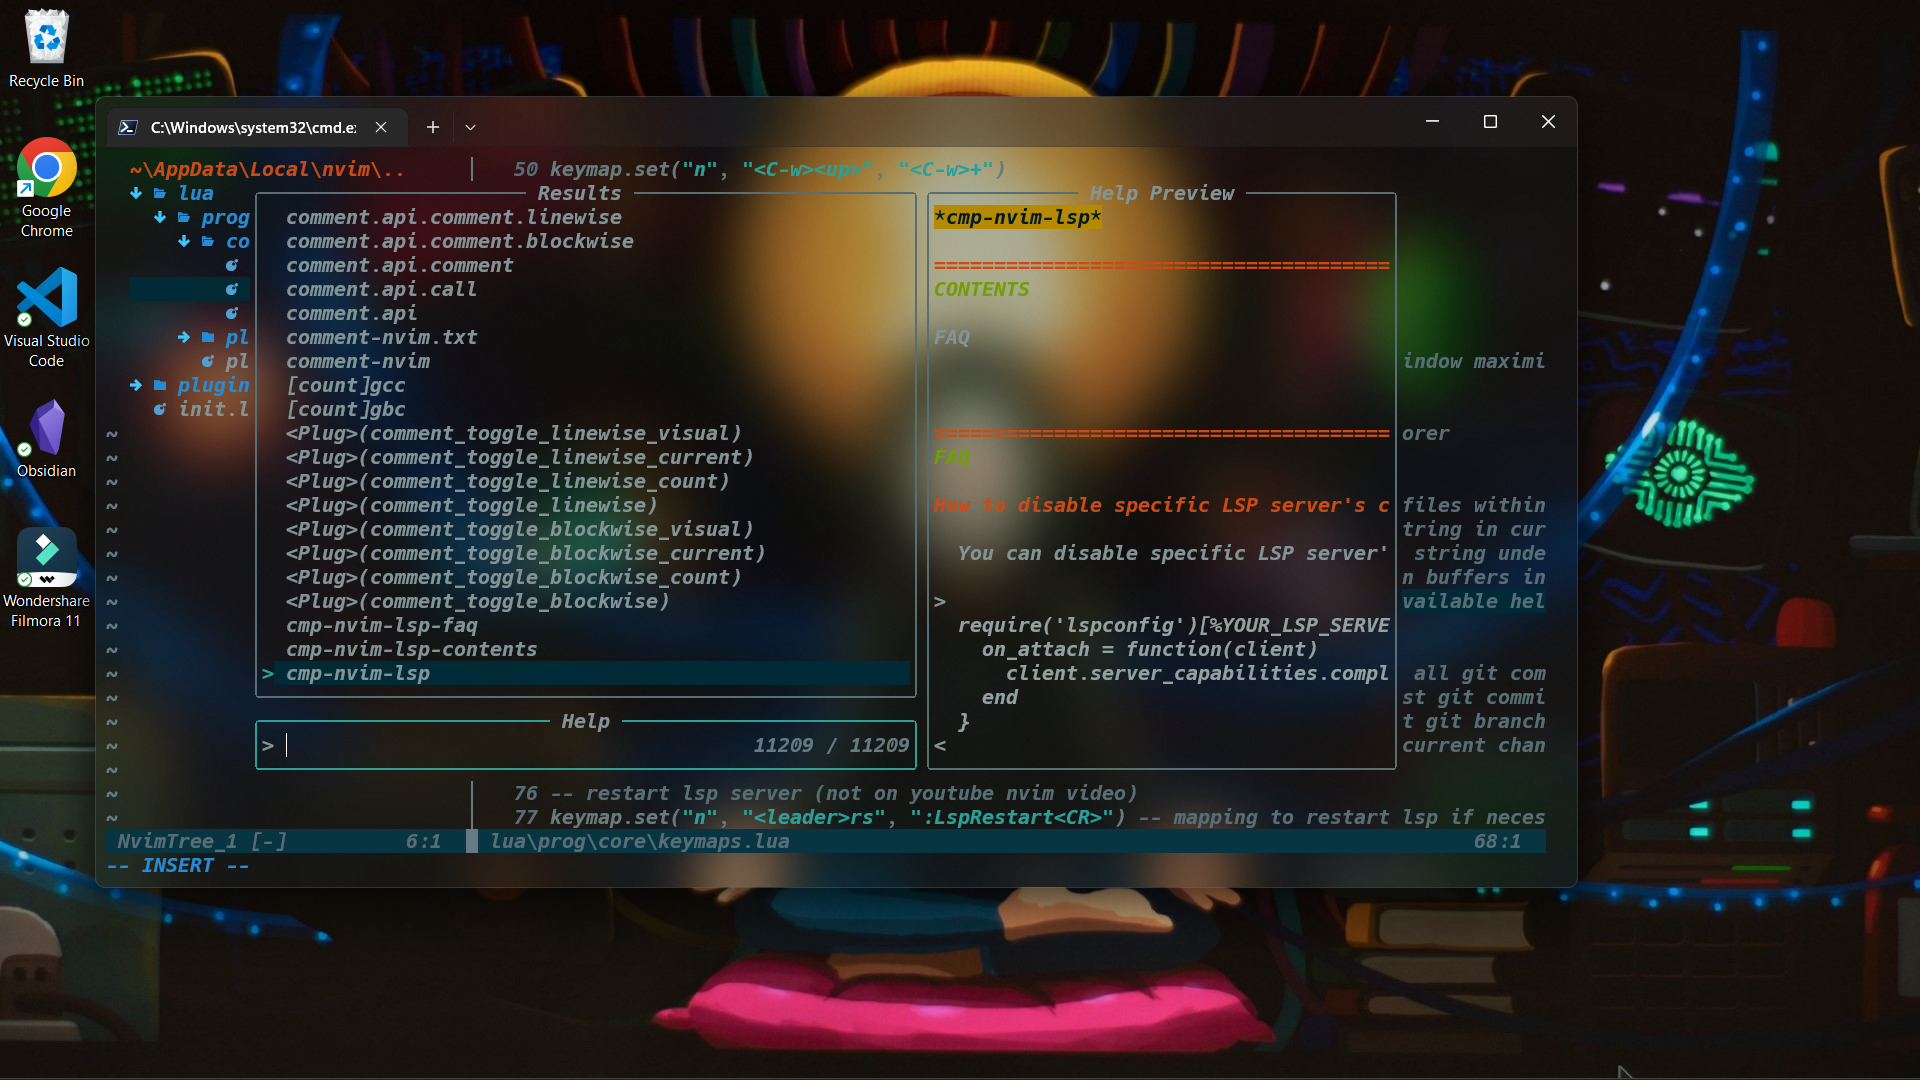 Recycle Bin
Google
Chrome
Visual Studio
Code
Obsidian
Wondershare
Filmora 11
C:\Windows\system32\cmd.e
~\AppData\Local\nvim\..
50 keymap.set("n", "<C-w><up>", "<C-w>+")
lua
prog
co
pl
pl
plugin
init.l
Results
comment.api.comment.linewise
comment.api.comment.blockwise
comment.api.comment
comment.api.call
comment.api
comment-nvim.txt
comment-nvim
[count]gcc
[count]gbc
<Plug>(comment_toggle_linewise_visual)
<Plug>(comment_toggle_linewise_current)
<Plug>(comment_toggle_linewise_count)
<Plug>(comment_toggle_linewise)
<Plug>(comment_toggle_blockwise_visual)
<Plug>(comment_toggle_blockwise_current)
<Plug>(comment_toggle_blockwise_count)
<Plug>(comment_toggle_blockwise)
cmp-nvim-lsp-faq
cmp-nvim-lsp-contents
> cmp-nvim-lsp
Help
> 11209 / 11209
Help Preview
*cmp-nvim-lsp*
======================================
CONTENTS
FAQ
======================================
FAQ
How to disable specific LSP server's c
You can disable specific LSP server'
>
require('lspconfig')[%YOUR_LSP_SERVE
on_attach = function(client)
client.server_capabilities.compl
end
}
<
indow maximi
orer
files within
tring in cur
string unde
n buffers in
vailable hel
all git com
st git commi
t git branch
current chan
76 -- restart lsp server (not on youtube nvim video)
77 keymap.set("n", "<leader>rs", ":LspRestart<CR>") -- mapping to restart lsp if neces
NvimTree_1 [-] 6:1 lua\prog\core\keymaps.lua 68:1
-- INSERT --